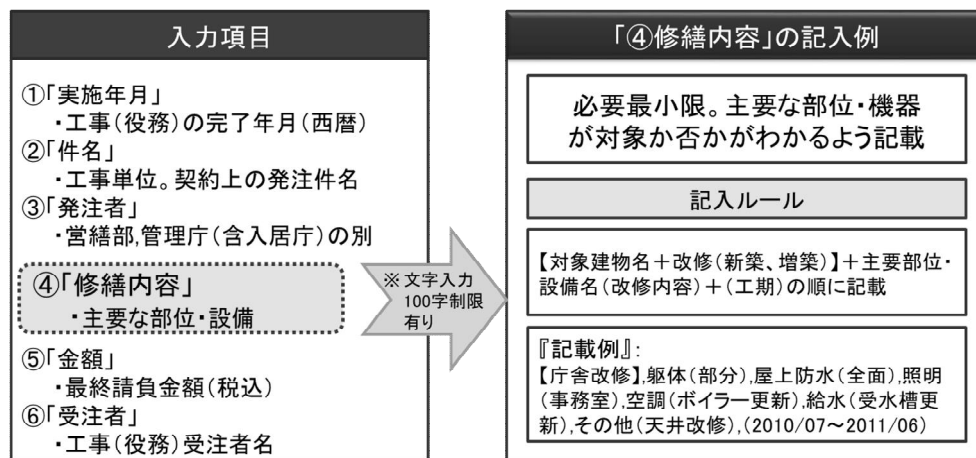 入力項目
①「実施年月」
・工事(役務)の完了年月(西暦)
②「件名」
・工事単位。契約上の発注件名
③「発注者」
・営繕部,管理庁(含入居庁)の別
④「修繕内容」
・主要な部位・設備
⑤「金額」
・最終請負金額(税込)
⑥「受注者」
・工事(役務)受注者名
※文字入力
100字制限
有り
「④修繕内容」の記入例
必要最小限。主要な部位・機器
が対象か否かがわかるよう記載
記入ルール
【対象建物名+改修(新築、増築)】+主要部位・
設備名(改修内容)+(工期)の順に記載
『記載例』:
【庁舎改修】,躯体(部分),屋上防水(全面),照明
(事務室),空調(ボイラー更新),給水(受水槽更
新),その他(天井改修),(2010/07~2011/06)